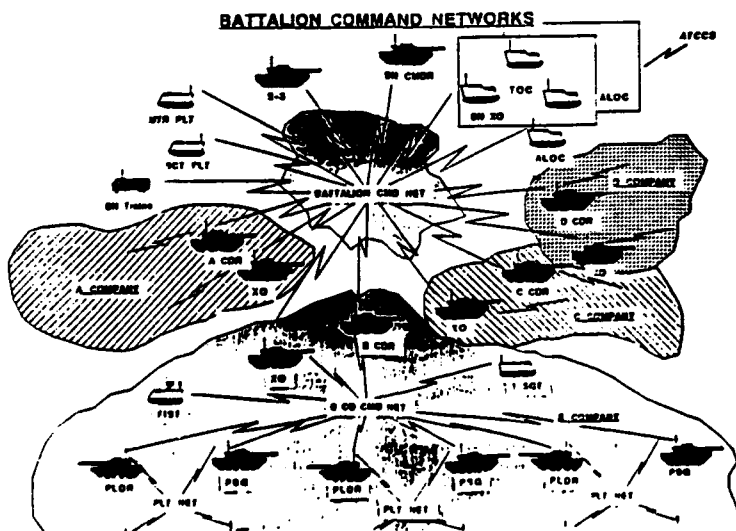 BATTALION COMMAND NETWORKS
ATCCS
BN CMDR
S-3
TOC
ALOC
BN XO
MTR PLT
SCT PLT
ALOC
BN Trains
BATTALION CMD NET
D COMPANY
D CDR
XO
A CDR
A COMPANY
XO
C CDR
C COMPANY
XO
B CDR
XO
1 SGT
FIST
B CO CMD NET
B COMPANY
PLDR
PSG
PLDR
PSG
PLDR
PSG
PLT NET
PLT NET
PLT NET